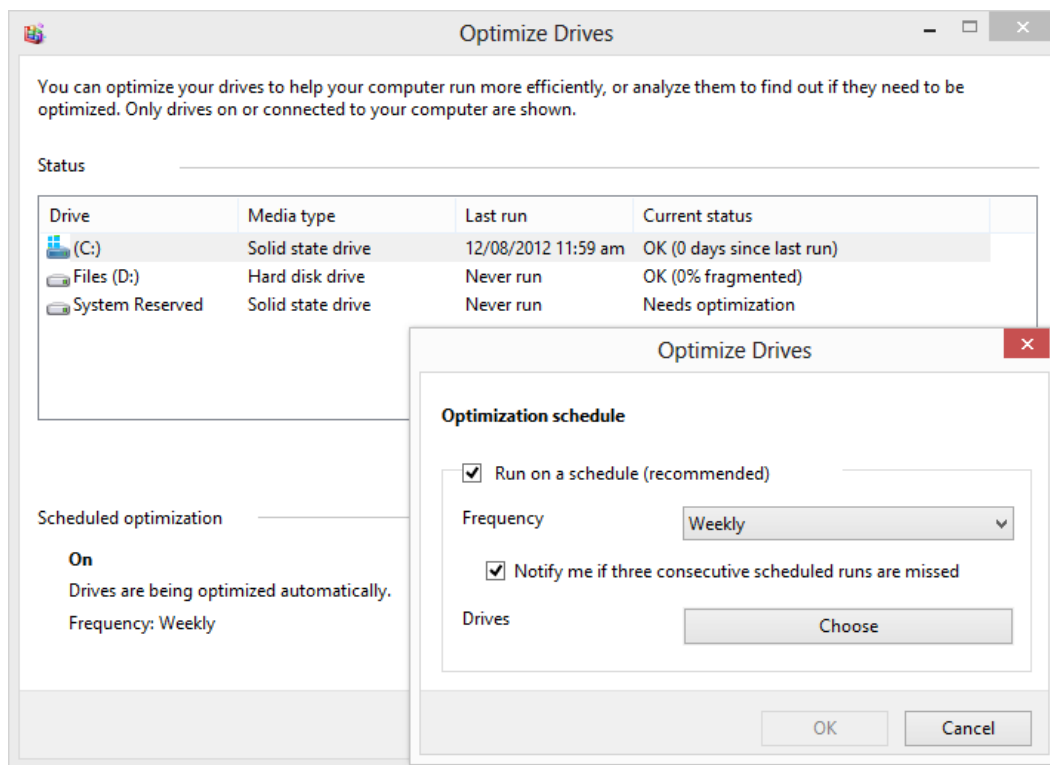 Optimize Drives
You can optimize your drives to help your computer run more efficiently, or analyze them to find out if they need to be
optimized. Only drives on or connected to your computer are shown.
Status
Drive Media type Last run Current status
(C:) Solid state drive 12/08/2012 11:59 am OK (0 days since last run)
Files (D:) Hard disk drive Never run OK (0% fragmented)
System Reserved Solid state drive Never run Needs optimization
Scheduled optimization
On
Drives are being optimized automatically.
Frequency: Weekly
Optimize Drives
Optimization schedule
Run on a schedule (recommended)
Frequency Weekly
Notify me if three consecutive scheduled runs are missed
Drives Choose
OK Cancel